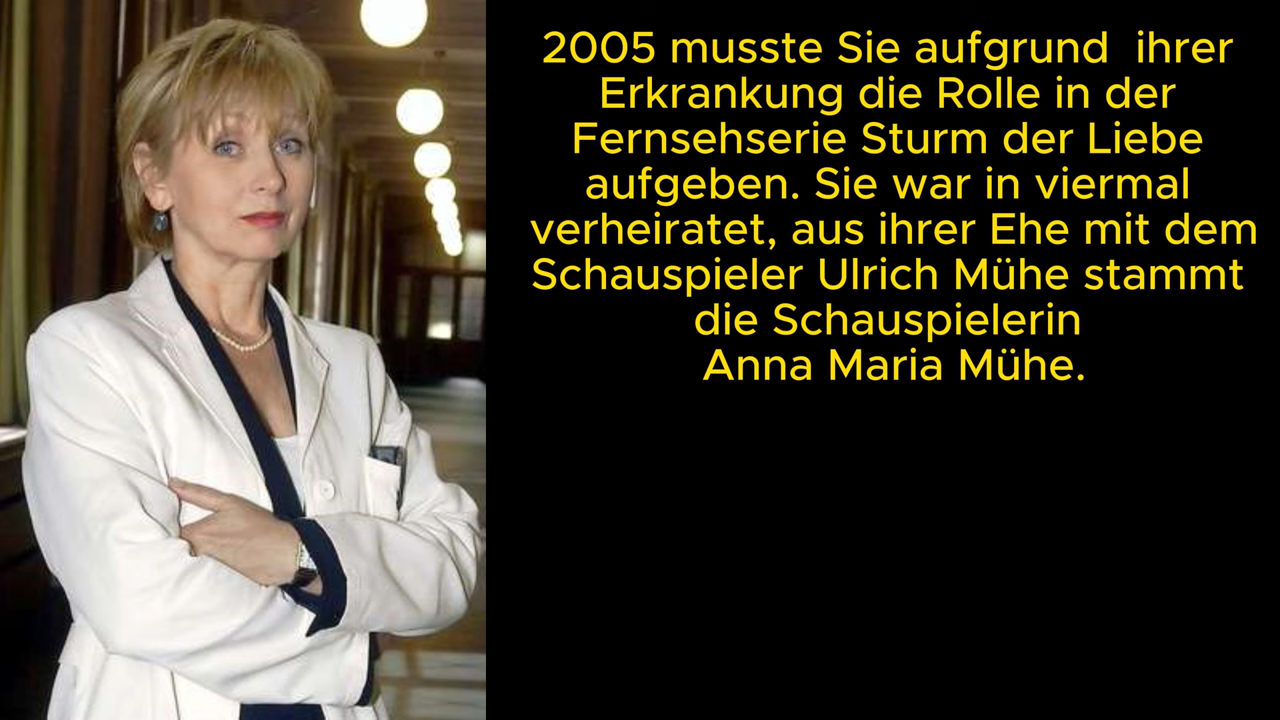 2005 musste Sie aufgrund  ihrer
Erkrankung die Rolle in der
Fernsehserie Sturm der Liebe
aufgeben. Sie war in viermal
verheiratet, aus ihrer Ehe mit dem
Schauspieler Ulrich Mühe stammt
die Schauspielerin
Anna Maria Mühe.